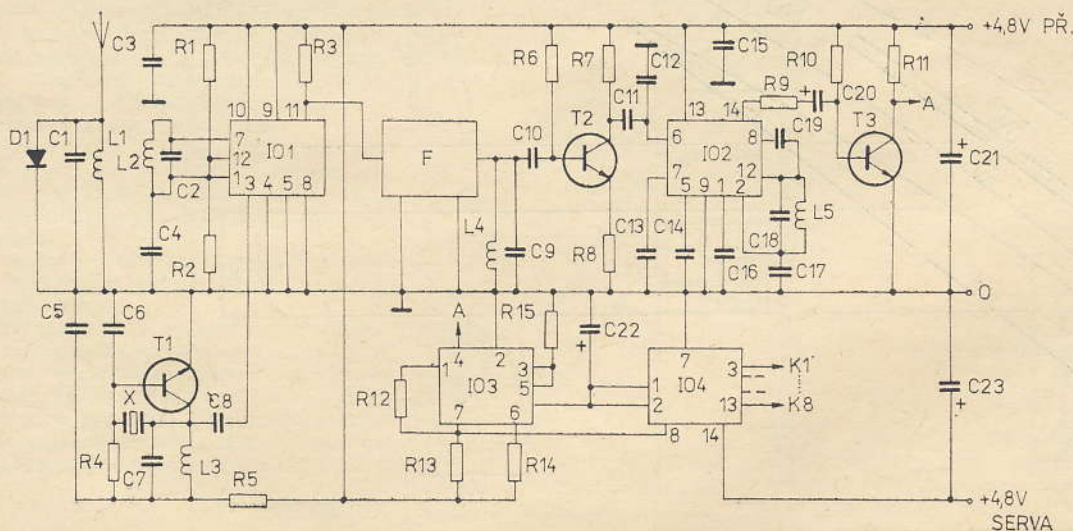 C3 R1 R3 R6 R7 C12 C15 R10 R11 +4,8V PŘ.
R9 + C20 A
D1 C1 L1 L2 C2 10 9 11 C10 T2 C11 13 14 C19 T3 + C21
7 12 1 3 4 5 8 IO1 F 6 7 5 9 1 2 IO2 8 12
C4 R2 L4 C9 R8 C13 C14 C16 C18 L5 C17
0
C5 C6 A R15 C22 +
T1 1 4 2 3 5 7 6 IO3 7 1 2 8 14 IO4 3 13 K1 K8 C23 +
X C8 R12
R4 C7 L3 R5 R13 R14 +4,8V
SERVA